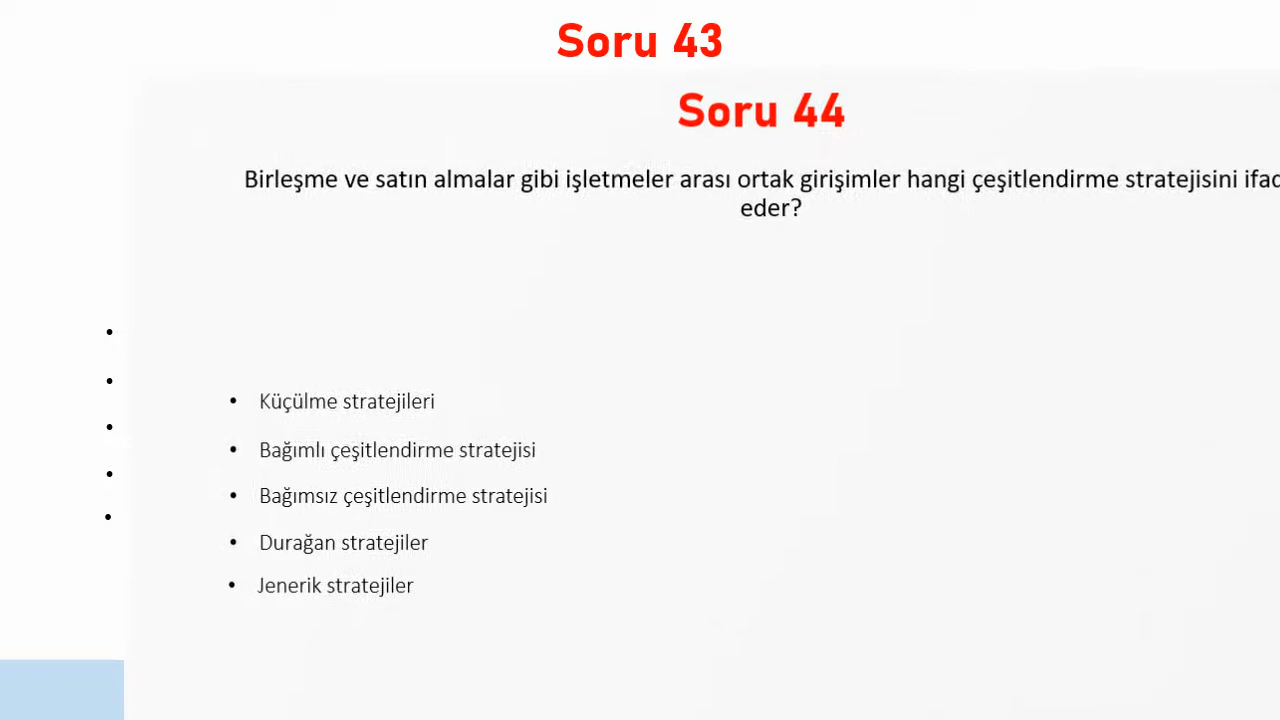 Soru 43
Soru 44
Birleşme ve satın almalar gibi işletmeler arası ortak girişimler hangi çeşitlendirme stratejisini ifad
eder?
• Küçülme stratejileri
• Bağımlı çeşitlendirme stratejisi
• Bağımsız çeşitlendirme stratejisi
• Durağan stratejiler
• Jenerik stratejiler